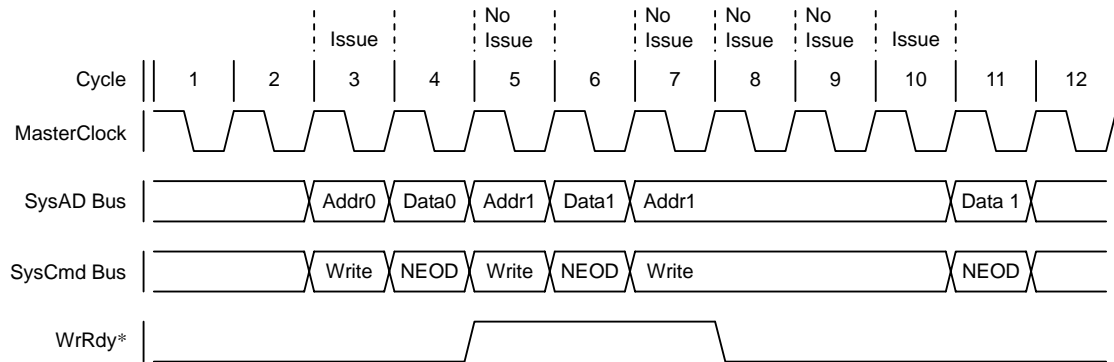 No No No No
Issue Issue Issue Issue Issue Issue
Cycle 1 2 3 4 5 6 7 8 9 10 11 12
MasterClock
SysAD Bus Addr0 Data0 Addr1 Data1 Addr1 Data 1
SysCmd Bus Write NEOD Write NEOD Write NEOD
WrRdy*